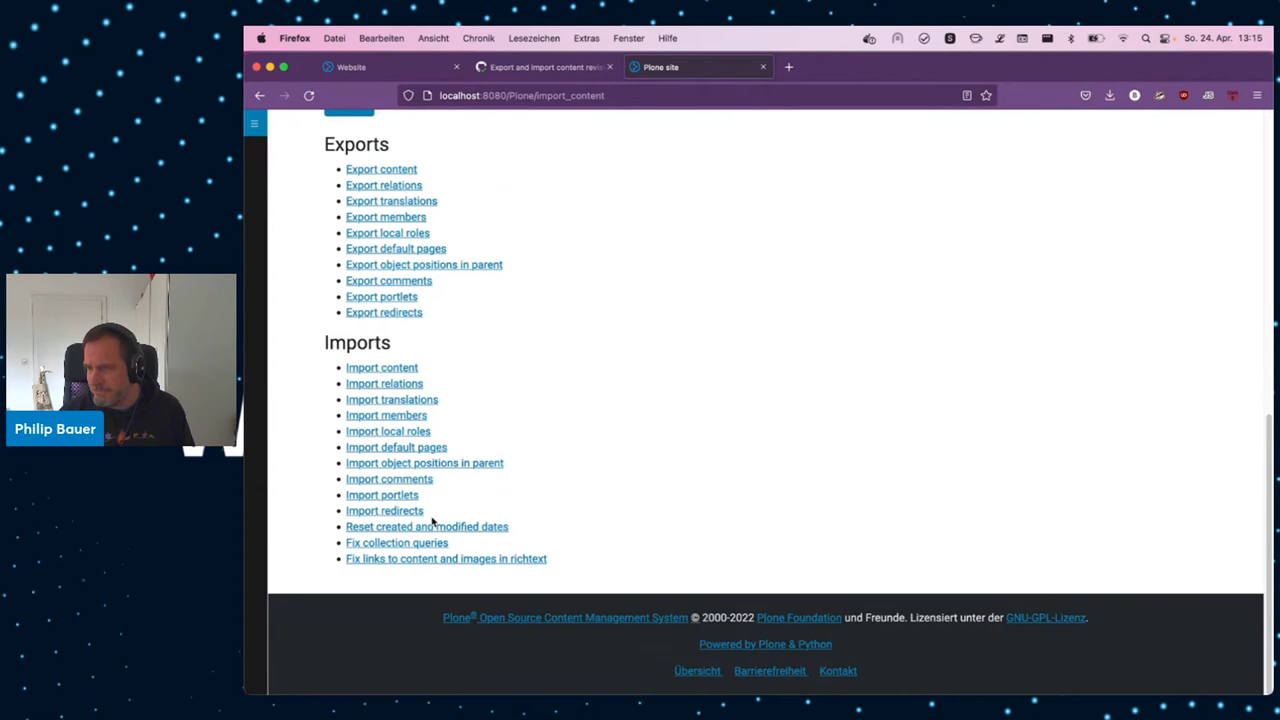 Firefox Datei Bearbeiten Ansicht Chronik Lesezeichen Extras Fenster Hilfe So. 24. Apr. 13:15
Website Export and Import content revis Plone site
localhost:8080/Plone/import_content
Exports
Export content
Export relations
Export translations
Export members
Export local roles
Export default pages
Export object positions in parent
Export comments
Export portlets
Export redirects
Imports
Import content
Import relations
Import translations
Import members
Import local roles
Import default pages
Import object positions in parent
Import comments
Import portlets
Import redirects
Reset created and modified dates
Fix collection queries
Fix links to content and images in richtext
Philip Bauer
Plone® Open Source Content Management System © 2000-2022 Plone Foundation und Freunde. Lizensiert unter der GNU-GPL-Lizenz.
Powered by Plone & Python
Übersicht Barrierefreiheit Kontakt